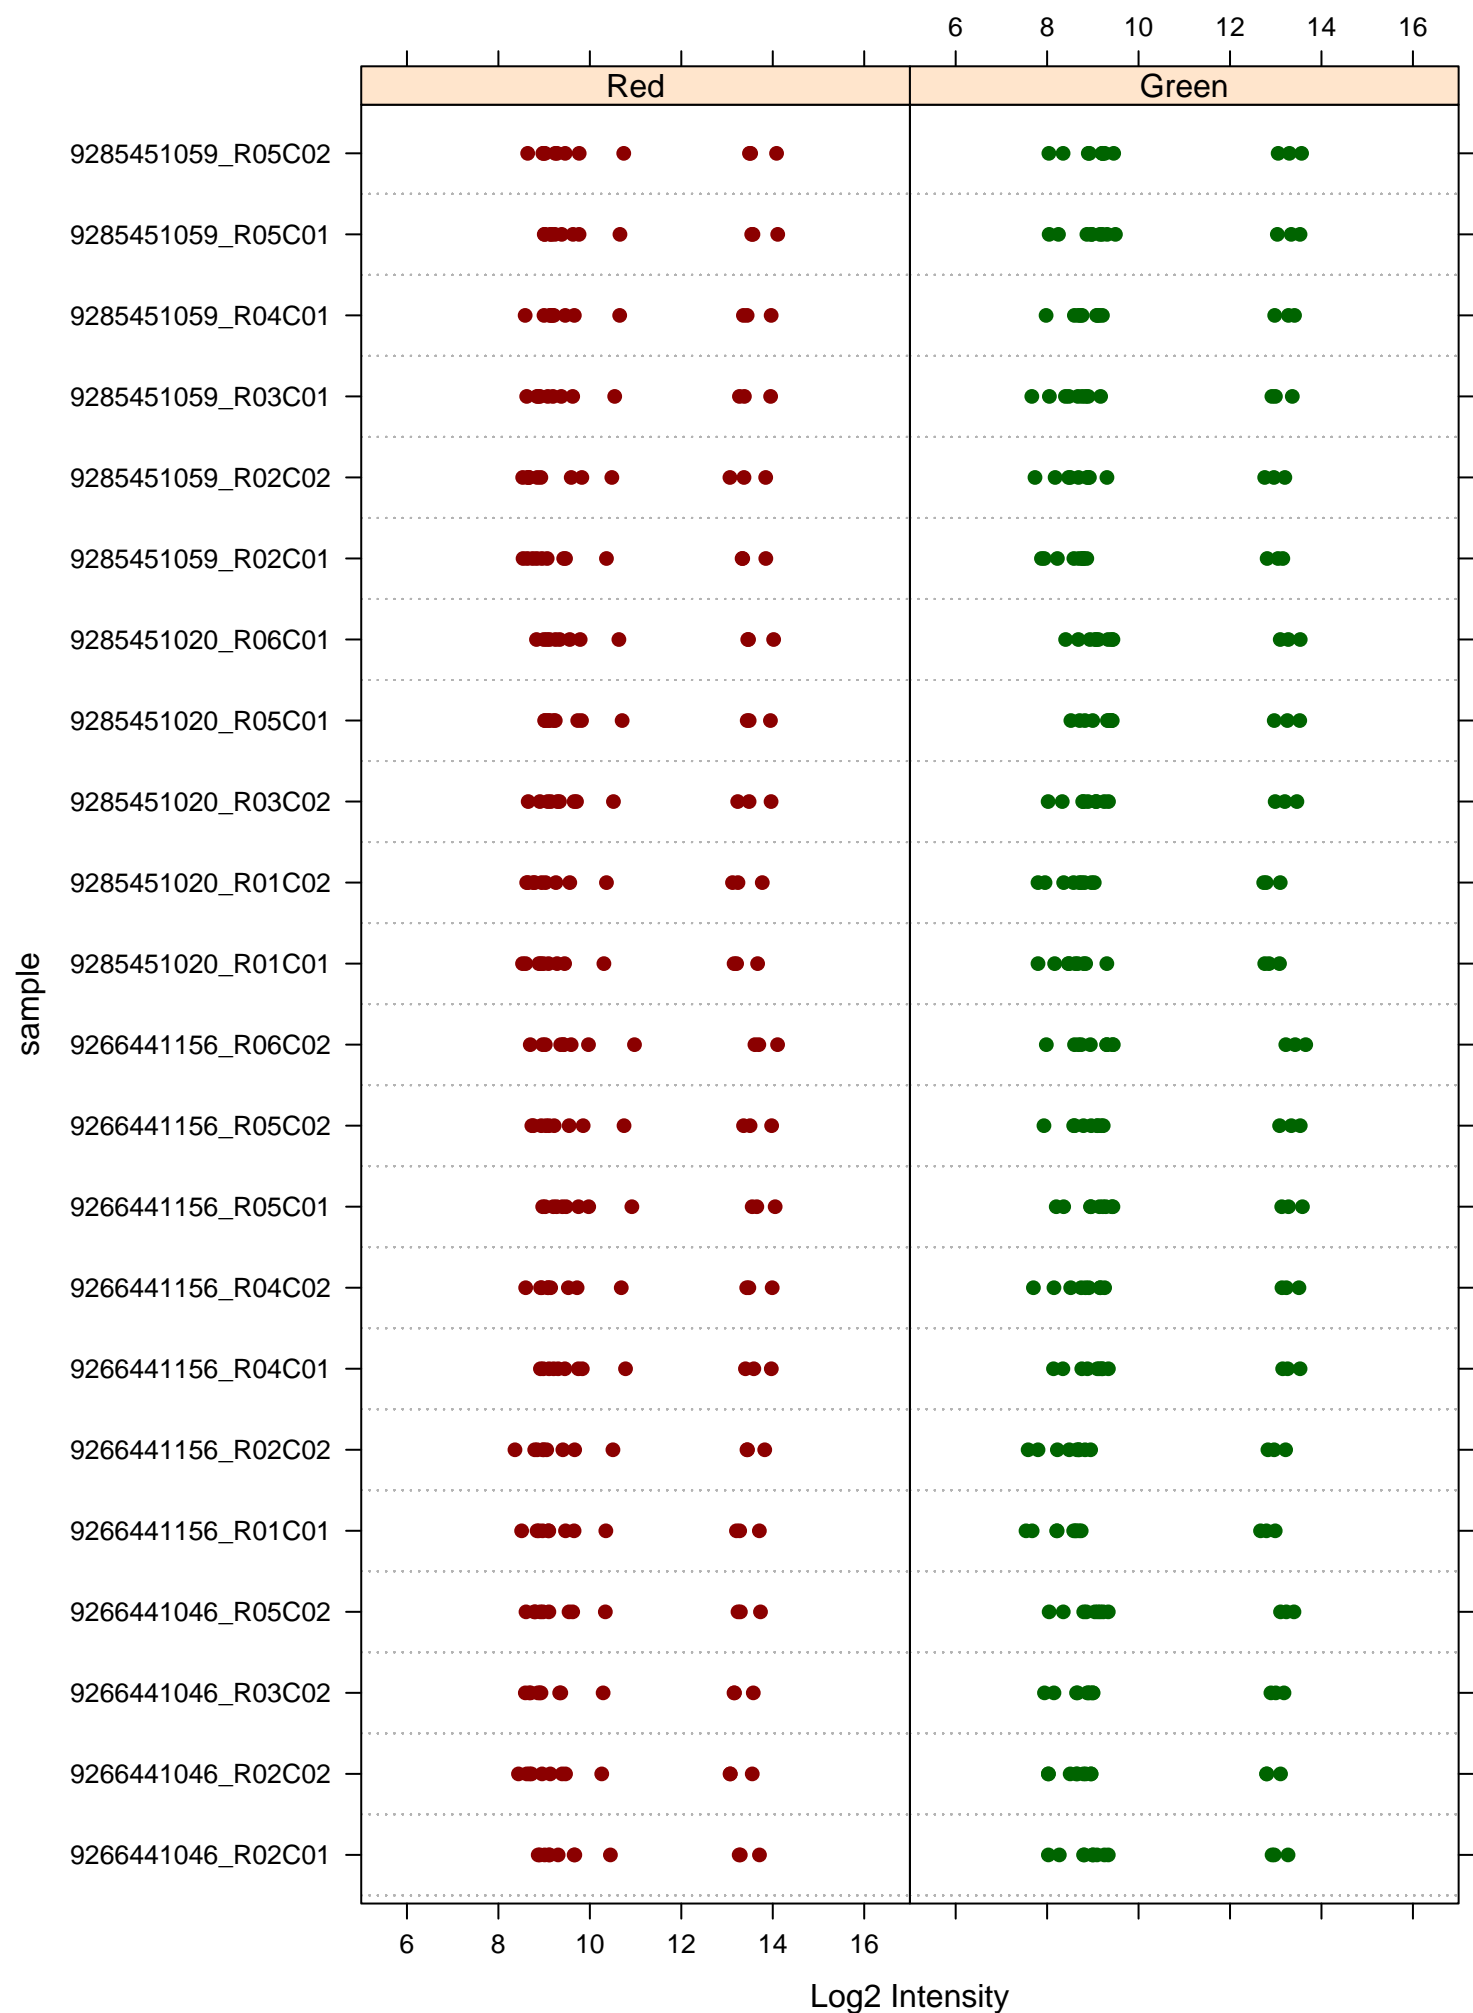 6 8 10 12 14 16
Red Green
9285451059_R05C02
9285451059_R05C01
9285451059_R04C01
9285451059_R03C01
9285451059_R02C02
9285451059_R02C01
9285451020_R06C01
9285451020_R05C01
9285451020_R03C02
9285451020_R01C02
9285451020_R01C01
9266441156_R06C02
9266441156_R05C02
9266441156_R05C01
9266441156_R04C02
9266441156_R04C01
9266441156_R02C02
9266441156_R01C01
9266441046_R05C02
9266441046_R03C02
9266441046_R02C02
9266441046_R02C01
sample
6 8 10 12 14 16
Log2 Intensity